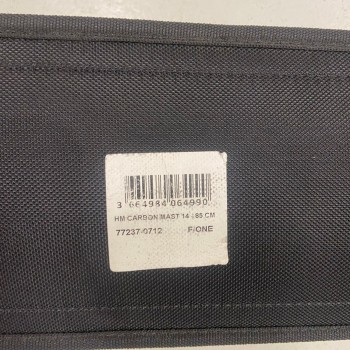 3 664984 064990
HM CARBON MAST 14 85 CM
77237-0712 F/ONE